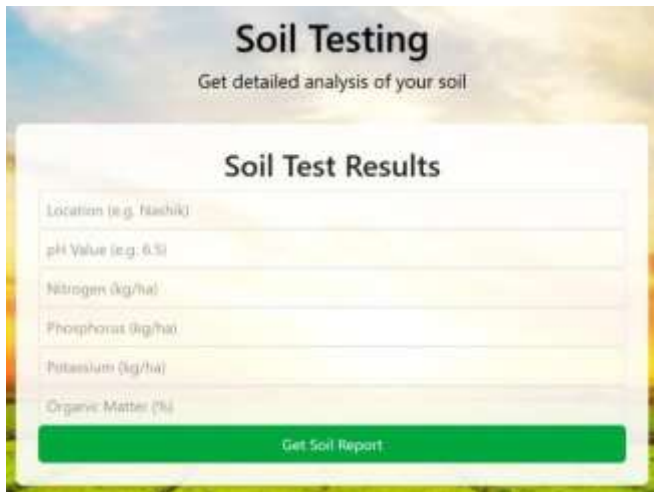 Soil Testing
Get detailed analysis of your soil
Soil Test Results
Location (e.g. Nashik)
pH Value (e.g. 6.5)
Nitrogen (kg/ha)
Phosphorus (kg/ha)
Potassium (kg/ha)
Organic Matter (%)
Get Soil Report